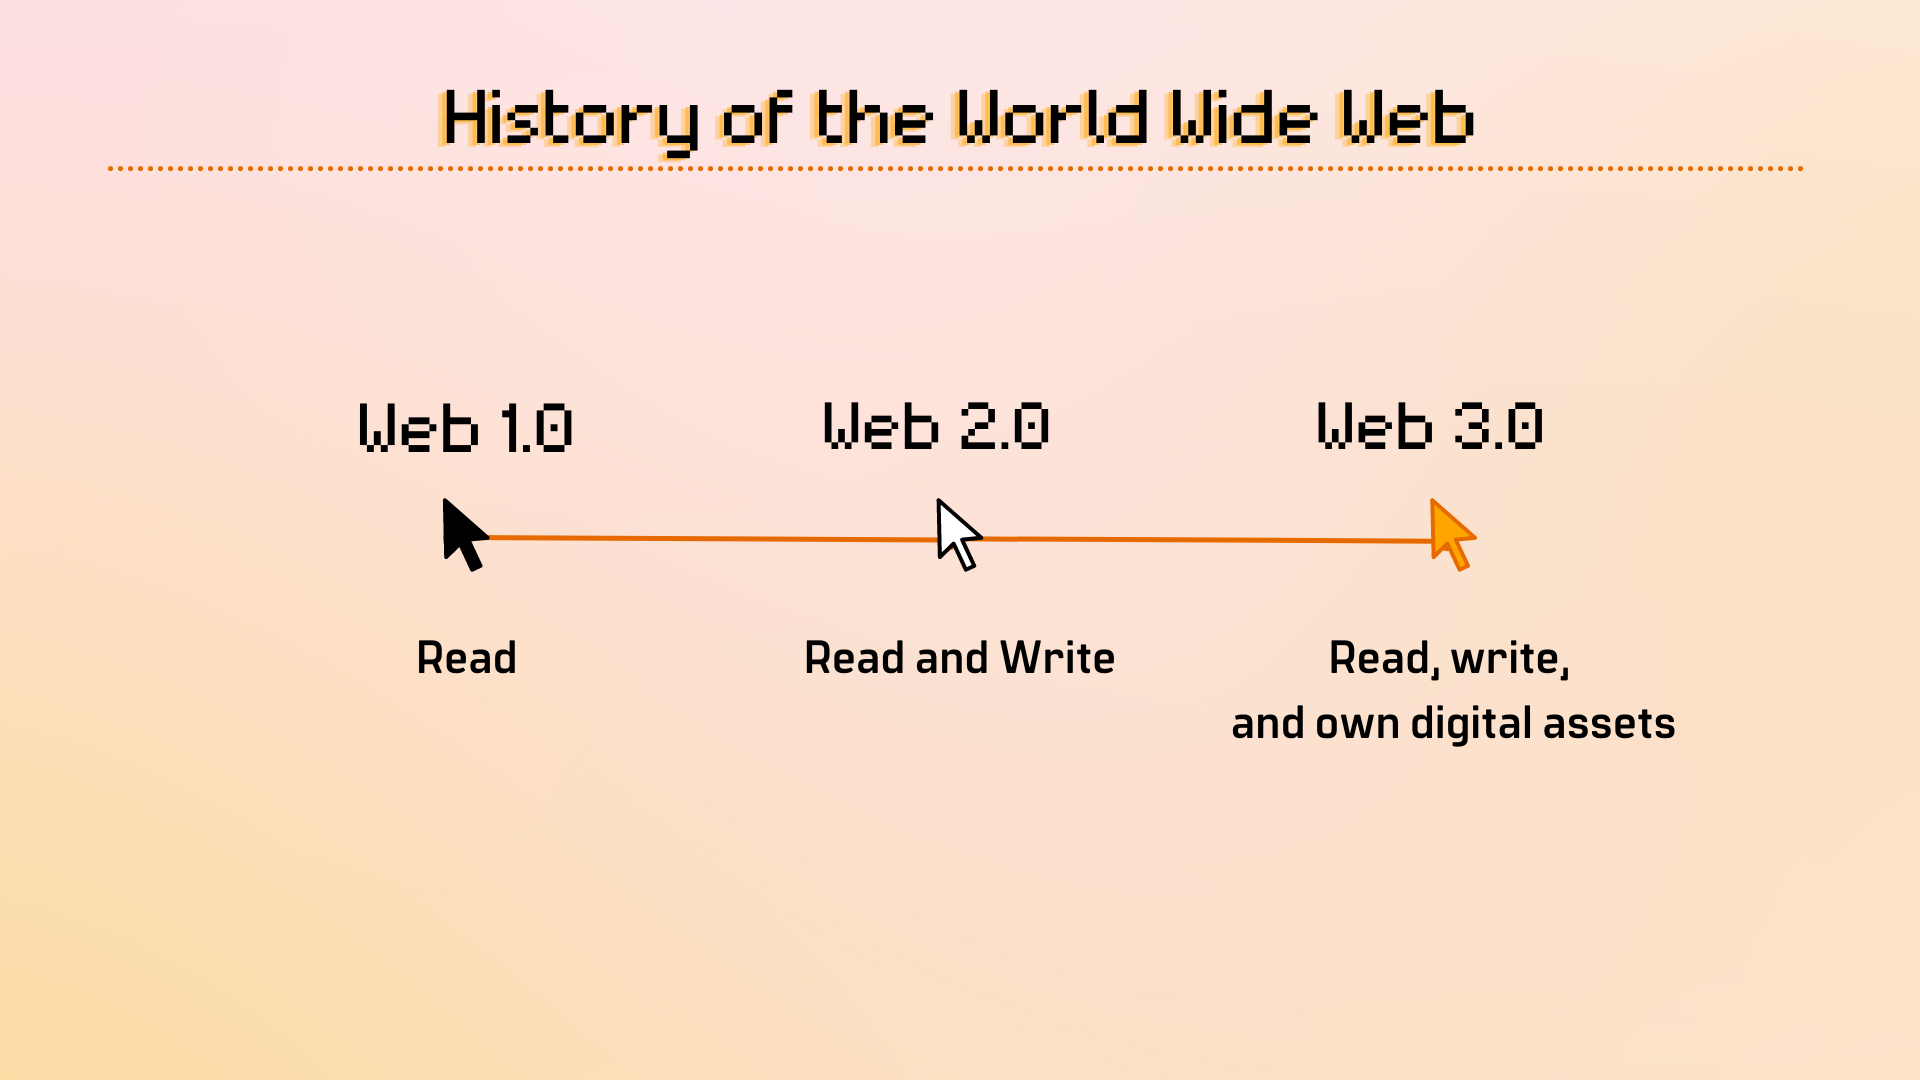 History of the World Wide Web
Web 1.0
Web 2.0
Web 3.0
Read
Read and Write
Read, write,
and own digital assets